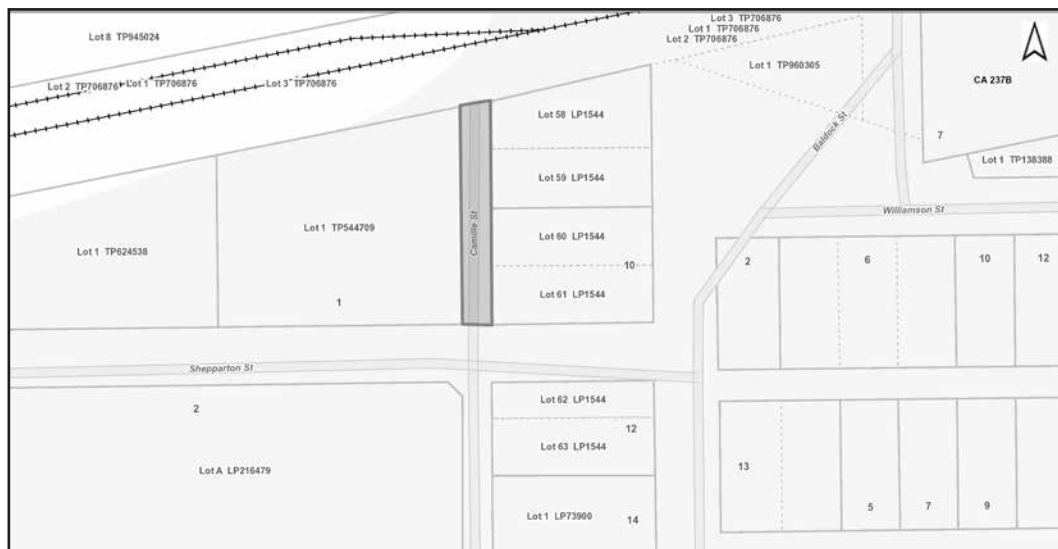 Lot 3 TP706876
Lot 1 TP706876
Lot 2 TP706876
Lot 8 TP945024
Lot 1 TP960305
CA 237B
Lot 2 TP706876
Lot 1 TP706876
Lot 3 TP706876
Lot 58 LP1544
Baldock St
7
Lot 1 TP138388
Lot 59 LP1544
Williamson St
Camille St
Lot 1 TP544709
Lot 60 LP1544
Lot 1 TP624538
10
2
6
10
12
Lot 61 LP1544
1
Shepparton St
Lot 62 LP1544
2
12
Lot 63 LP1544
13
Lot A LP216479
Lot 1 LP73900
14
5
7
9